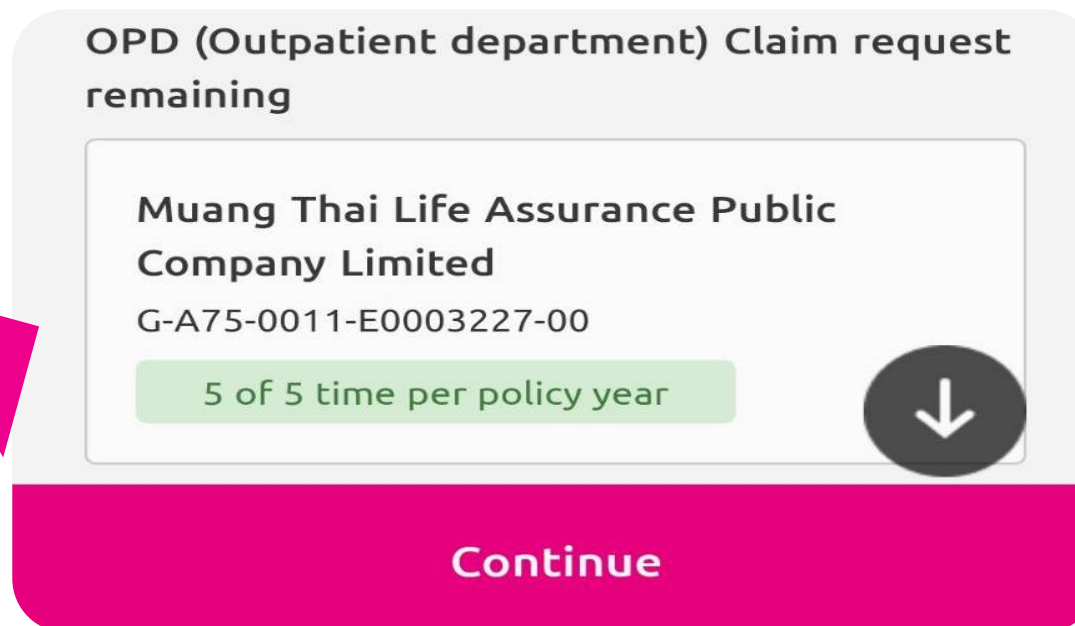 OPD (Outpatient department) Claim request
remaining
Muang Thai Life Assurance Public
Company Limited
G-A75-0011-E0003227-00
5 of 5 time per policy year
Continue